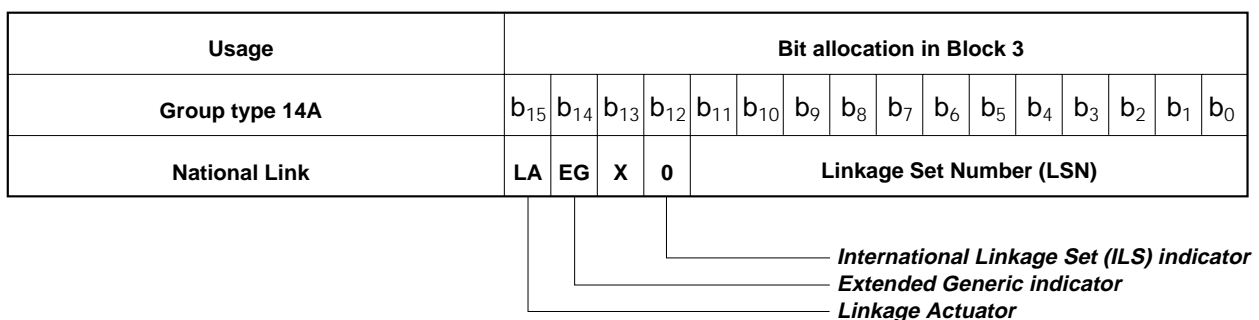 Usage Bit allocation in Block 3
Group type 14A b15 b14 b13 b12 b11 b10 b9 b8 b7 b6 b5 b4 b3 b2 b1 b0
National Link LA EG X 0 Linkage Set Number (LSN)
International Linkage Set (ILS) indicator
Extended Generic indicator
Linkage Actuator